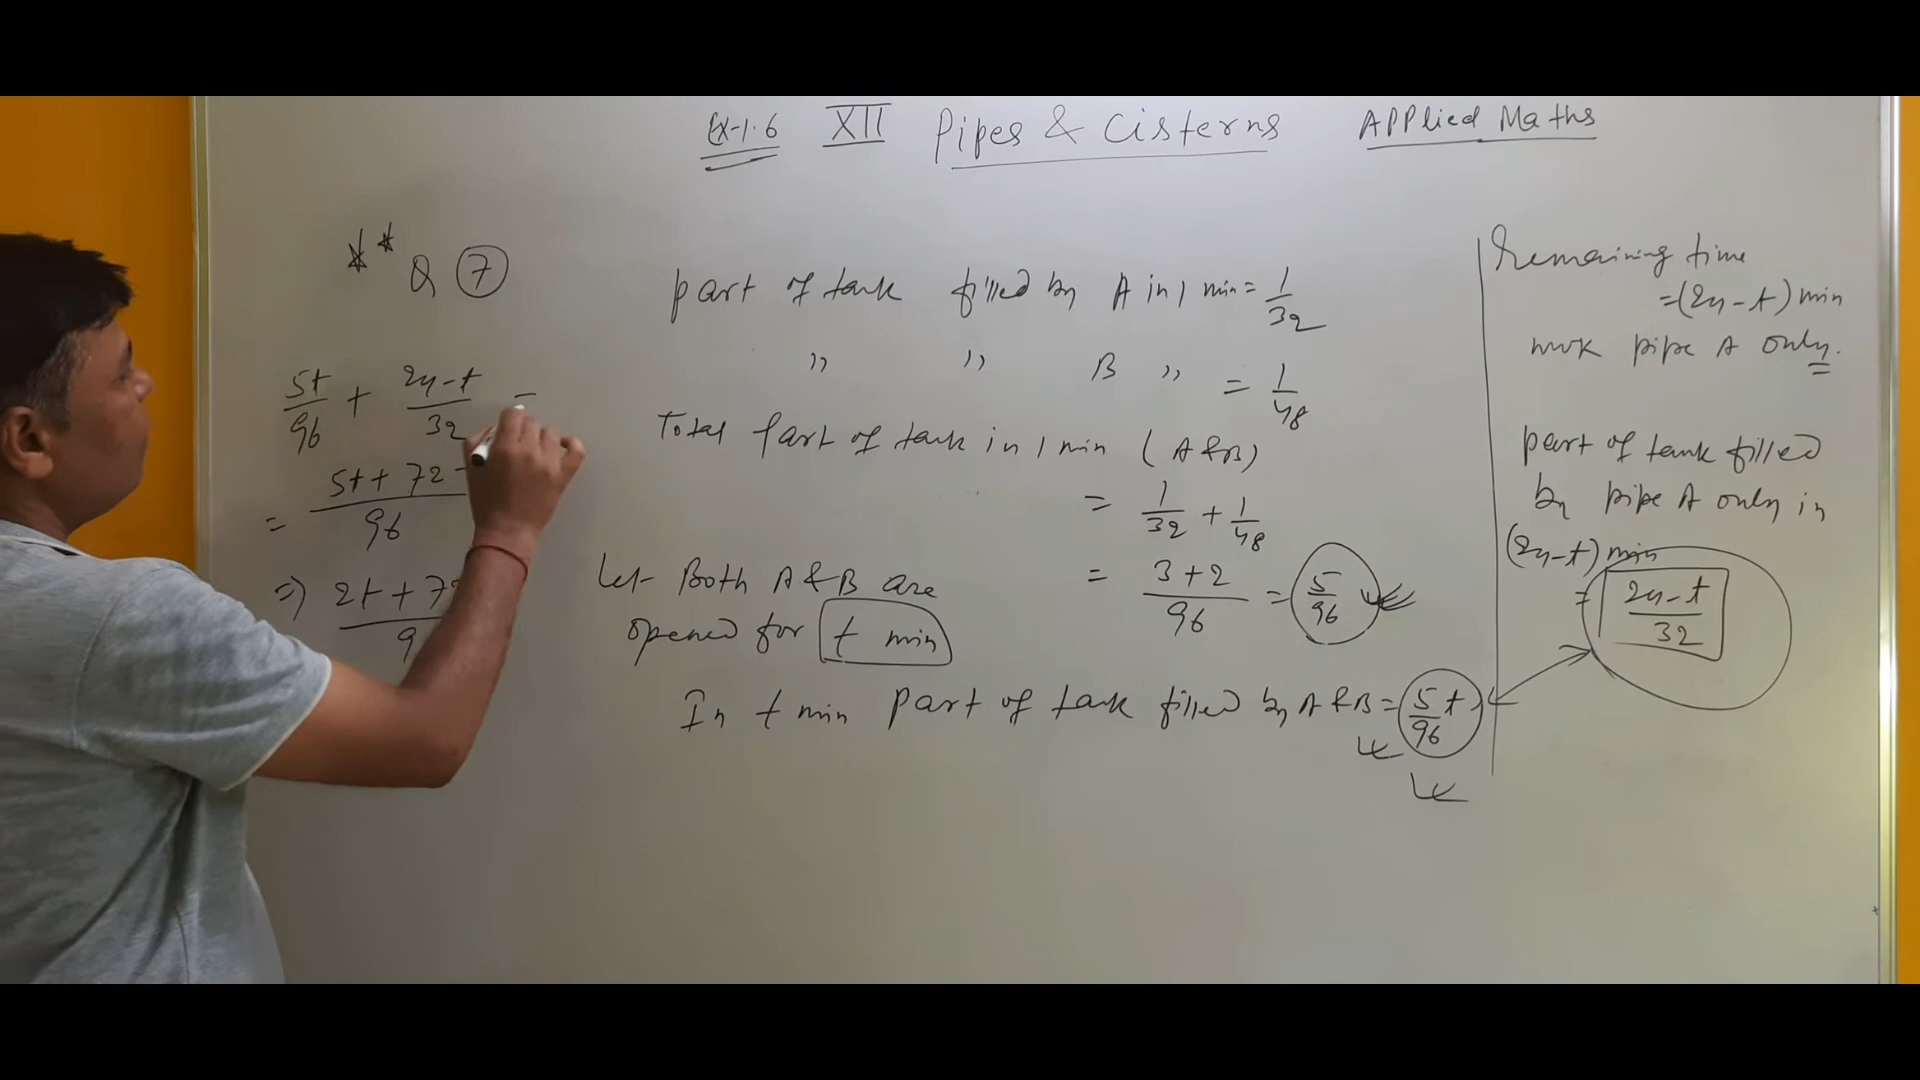 Ex-1.6 XII Pipes & Cisterns Applied Maths
** Q 7
5t/96 + (24-t)/32 =
= (5t + 72 -/96
⇒ 2t + 7
9
part of tank filled by A in 1 min = 1/32
" " B " = 1/48
Total part of tank in 1 min (A & B)
= 1/32 + 1/48
= (3+2)/96 = 5/96
Let Both A & B are
opened for t min
In t min part of tank filled by A & B = 5/96 t
Remaining time
= (24-t) min
pipe A only.
part of tank filled
by pipe A only in
(24-t) min
= (24-t)/32